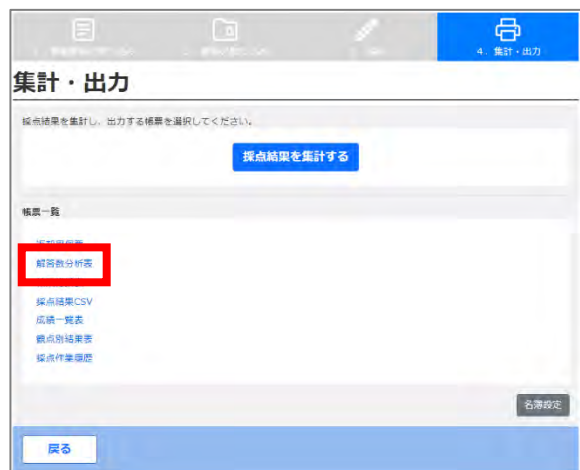 4. 集計・出力
集計・出力
採点結果を集計し、出力する帳票を選択してください。
採点結果を集計する
帳票一覧
解答数分析表
採点結果CSV
成績一覧表
観点別結果表
採点作業履歴
名簿設定
戻る